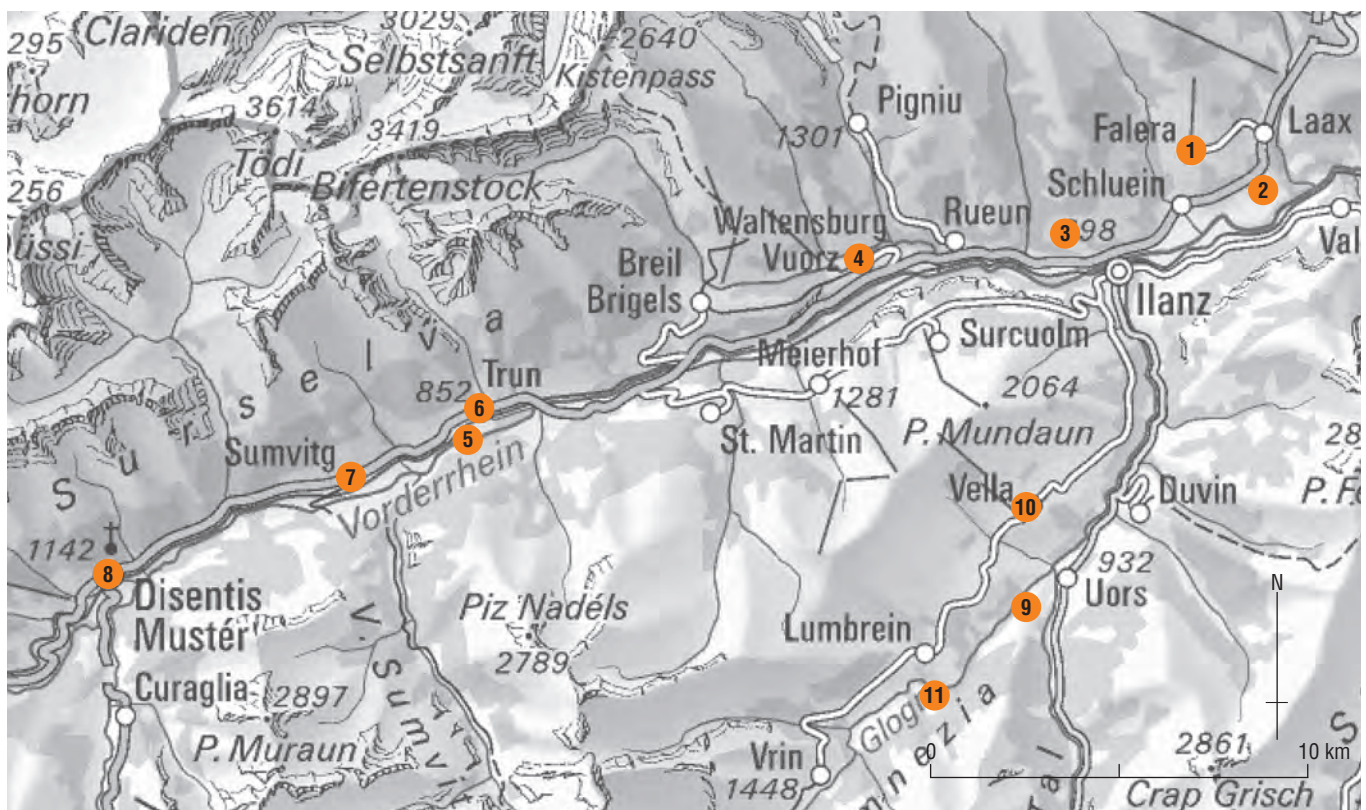 3029
Clariden
295
Selbstsanft
2640
Kistenpass
horn
3614
3419
Pigniu
Falera
Laax
1301
1
Tödi
Bifertenstock
Schluein
2
256
Waltensburg
Rueun
3
98
Vuorz
4
Val
Breil
Brigels
Ilanz
Surcuolm
Meierhof
Trun
852
6
2064
1281
5
St. Martin
P. Mundaun
Sumvitg
7
Vorderrhein
Surselva
Vella
10
Duvin
1142
8
932
Disentis
Mustér
Piz Nadéls
9
Uors
N
2789
Lumbrein
Curaglia
2897
11
P. Muraun
V. Sumvi
Vrin
1448
0
10 km
2861
Crap Grisch